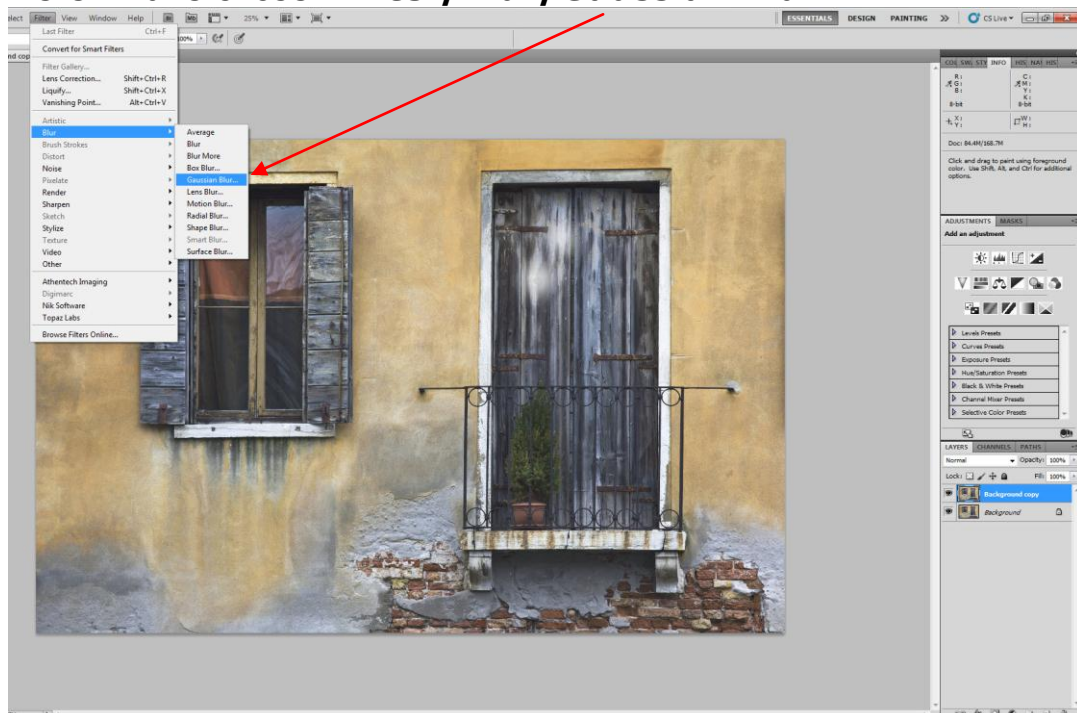 elect Filter View Window Help 25% ESSENTIALS DESIGN PAINTING CS Live
Last Filter Ctrl+F
Convert for Smart Filters
Filter Gallery...
Lens Correction... Shift+Ctrl+R
Liquify... Shift+Ctrl+X
Vanishing Point... Alt+Ctrl+V
Artistic
Blur
Brush Strokes
Distort
Noise
Pixelate
Render
Sharpen
Sketch
Stylize
Texture
Video
Other
Athentech Imaging
Digimarc
Nik Software
Topaz Labs
Browse Filters Online...
Average
Blur
Blur More
Box Blur...
Gaussian Blur...
Lens Blur...
Motion Blur...
Radial Blur...
Shape Blur...
Smart Blur...
Surface Blur...
INFO
R: C:
G: M:
B: Y:
K:
8-bit 8-bit
X: W:
Y: H:
Doc: 84.4M/168.7M
Click and drag to paint using foreground
color. Use Shift, Alt, and Ctrl for additional
options.
ADJUSTMENTS MASKS
Add an adjustment
Levels Presets
Curves Presets
Exposure Presets
Hue/Saturation Presets
Black & White Presets
Channel Mixer Presets
Selective Color Presets
LAYERS CHANNELS PATHS
Normal Opacity: 100%
Lock: Fill: 100%
Background copy
Background